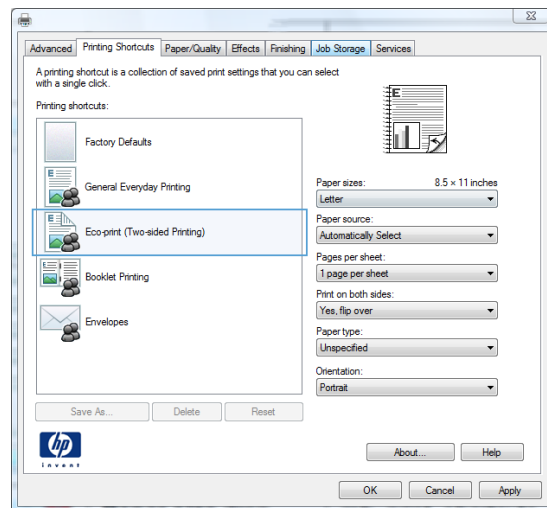 Advanced Printing Shortcuts Paper/Quality Effects Finishing Job Storage Services
A printing shortcut is a collection of saved print settings that you can select
with a single click.
Printing shortcuts:
Factory Defaults
General Everyday Printing
Eco-print (Two-sided Printing)
Booklet Printing
Envelopes
E
Paper sizes: 8.5 × 11 inches
Letter
Paper source:
Automatically Select
Pages per sheet:
1 page per sheet
Print on both sides:
Yes, flip over
Paper type:
Unspecified
Orientation:
Portrait
Save As... Delete Reset
hp
invent
About... Help
OK Cancel Apply